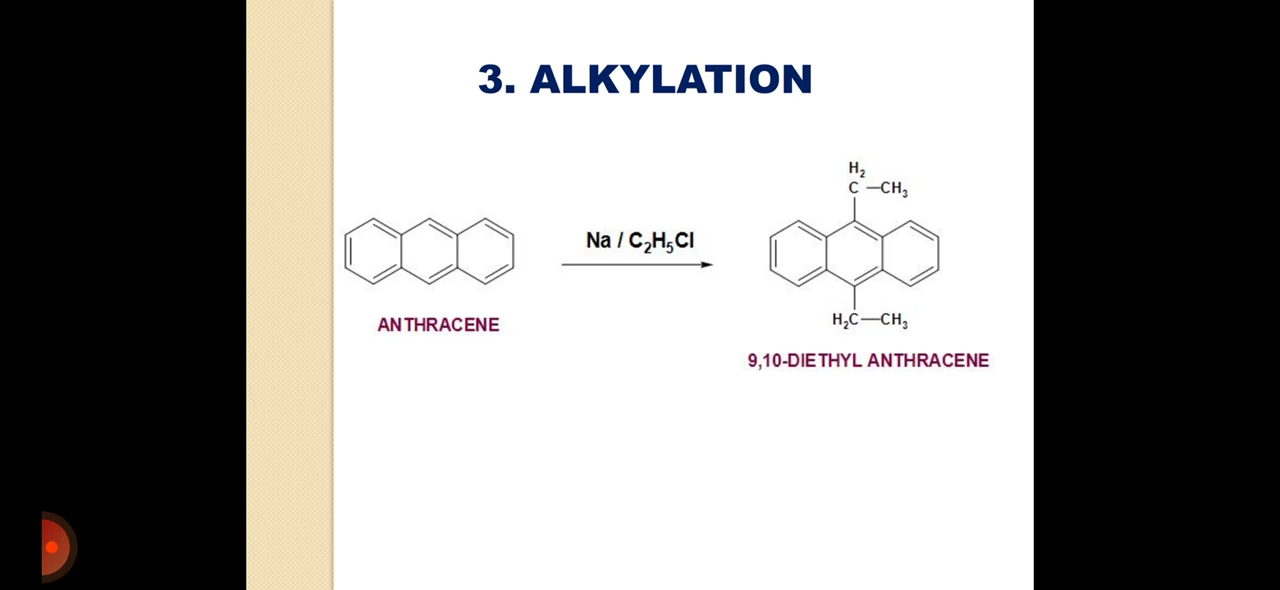 3. ALKYLATION
H₂
C –CH₃
Na / C₂H₅Cl
ANTHRACENE
H₂C–CH₃
9,10-DIETHYL ANTHRACENE